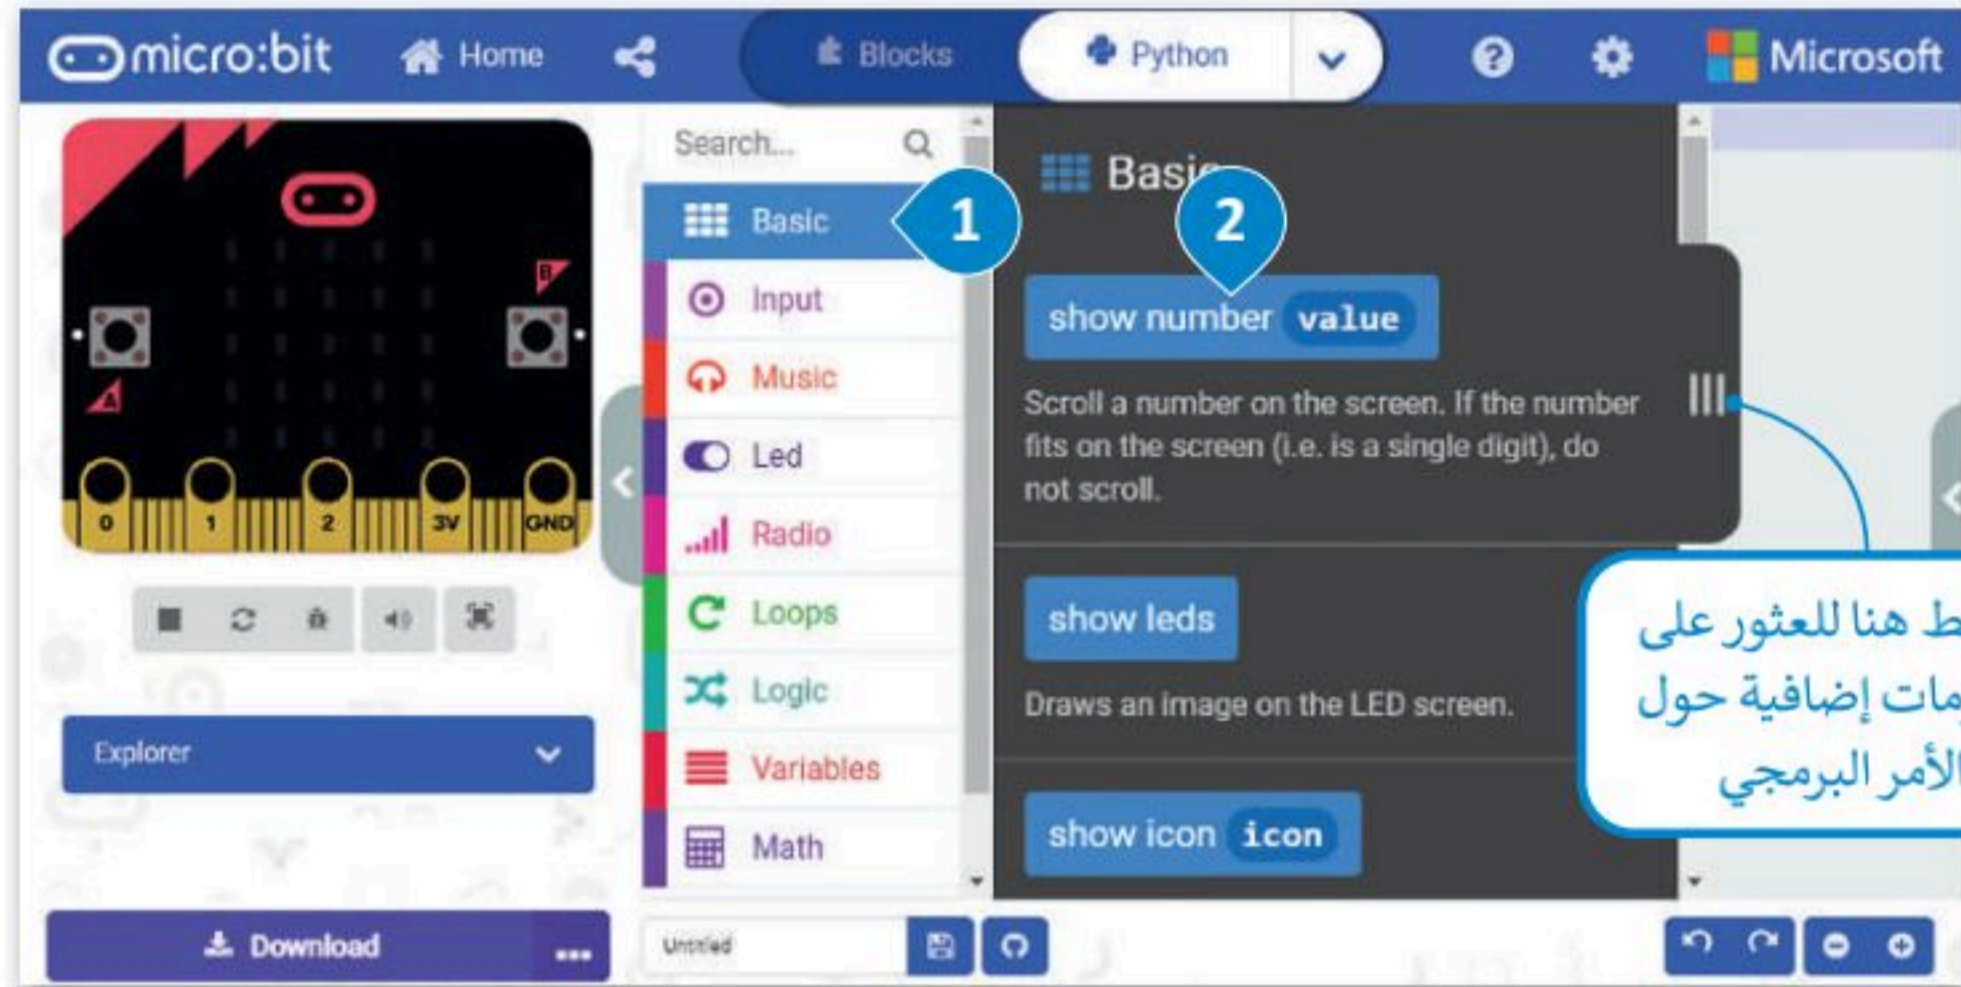 micro:bit Home Blocks Python Microsoft
Search...
Basic
1
Input
Music
Led
Radio
Loops
Logic
Variables
Math
Basic
2
show number value
Scroll a number on the screen. If the number
fits on the screen (i.e. is a single digit), do
not scroll.
show leds
Draws an image on the LED screen.
show icon icon
هنا للعثور على
إضافية حول
الأمر البرمجي
B
A
0 1 2 3V GND
Explorer
Download
Untitled